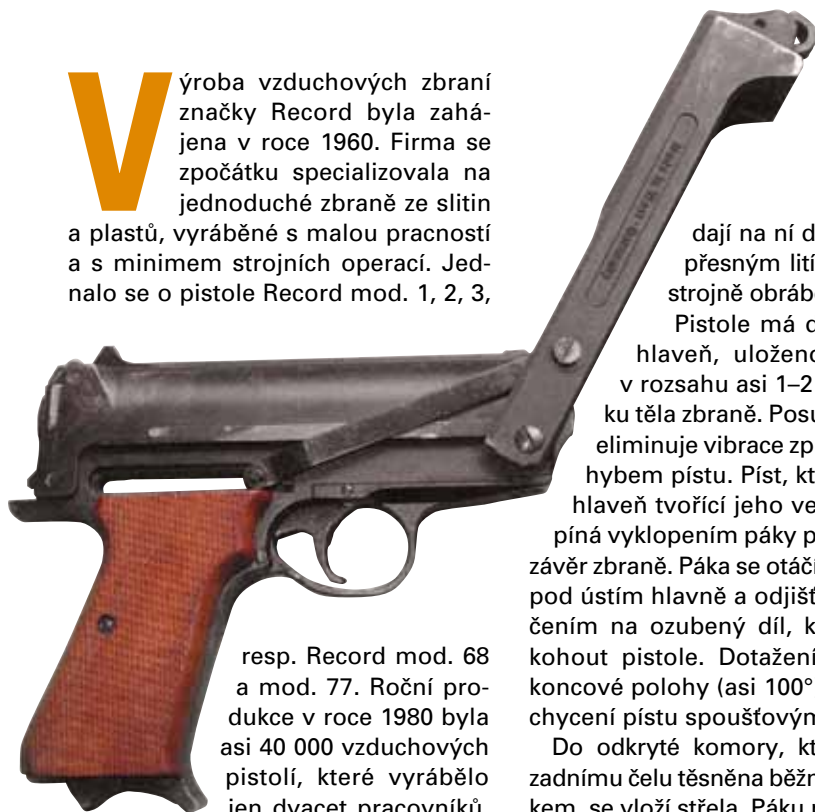 Výroba vzduchových zbraní
značky Record byla zahá-
jena v roce 1960. Firma se
zpočátku specializovala na
jednoduché zbraně ze slitin
a plastů, vyráběné s malou pracností
a s minimem strojních operací. Jed-
nalo se o pistole Record mod. 1, 2, 3,
resp. Record mod. 68
a mod. 77. Roční pro-
dukce v roce 1980 byla
asi 40 000 vzduchových
pistolí, které vyrábělo
jen dvacet pracovníků.
dají na ní d
přesným lití
strojně obrábě
Pistole má d
hlaveň, uloženo
v rozsahu asi 1–2
ku těla zbraně. Posu
eliminuje vibrace zp
hybem pístu. Píst, kt
hlaveň tvořící jeho ve
píná vyklopením páky p
závěr zbraně. Páka se otáčí
pod ústím hlavně a odjišť
čením na ozubený díl, k
kohout pistole. Dotažení
koncové polohy (asi 100°
chycení pístu spoušťovým
Do odkryté komory, kt
zadnímu čelu těsněna běžn
kem, se vloží střela. Páku